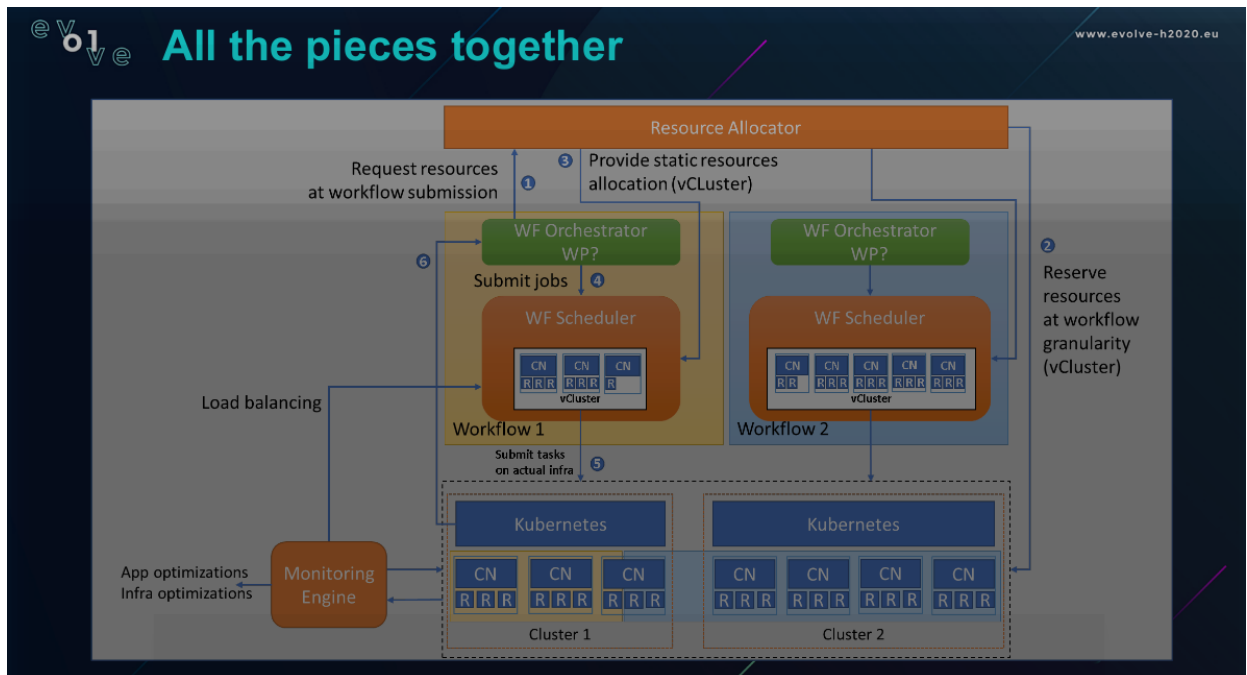 evolve
All the pieces together
www.evolve-h2020.eu
Resource Allocator
Request resources
at workflow submission
1
3
Provide static resources
allocation (vCLuster)
2
Reserve
resources
at workflow
granularity
(vCluster)
WF Orchestrator
WP?
WF Orchestrator
WP?
6
Submit jobs
4
WF Scheduler
CN CN CN
R R R R R R R
vCluster
WF Scheduler
CN CN CN CN CN
R R R R R R R R R R R R R R
vCluster
Load balancing
Workflow 1
Workflow 2
Submit tasks
on actual infra
5
Kubernetes
Kubernetes
App optimizations
Infra optimizations
Monitoring
Engine
CN CN CN
R R R R R R R R R
Cluster 1
CN CN CN CN
R R R R R R R R R R R R
Cluster 2